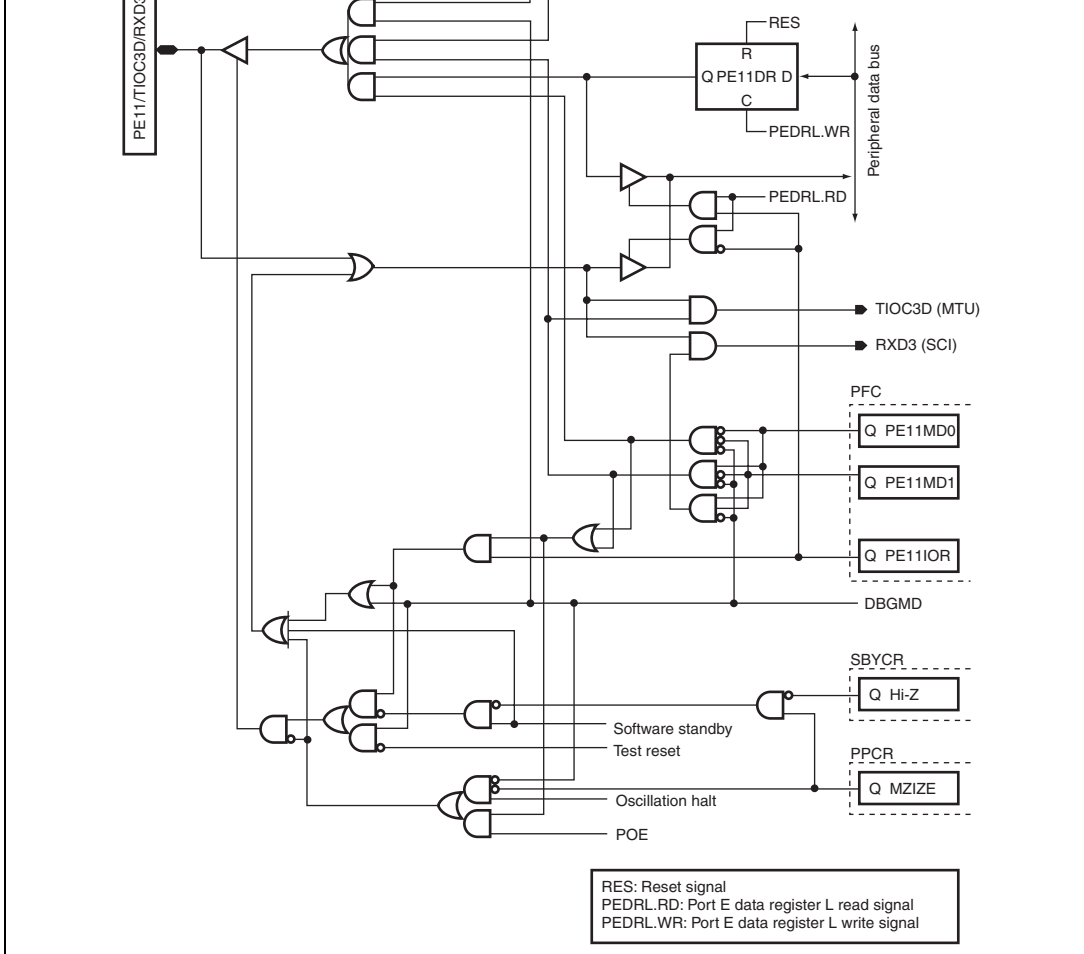 PE11/TIOC3D/RXD3
RES
R
Q PE11DR D
C
PEDRL.WR
Peripheral data bus
PEDRL.RD
TIOC3D (MTU)
RXD3 (SCI)
PFC
Q PE11MD0
Q PE11MD1
Q PE11IOR
DBGMD
SBYCR
Q Hi-Z
Software standby
Test reset
PPCR
Q MZIZE
Oscillation halt
POE
RES: Reset signal
PEDRL.RD: Port E data register L read signal
PEDRL.WR: Port E data register L write signal